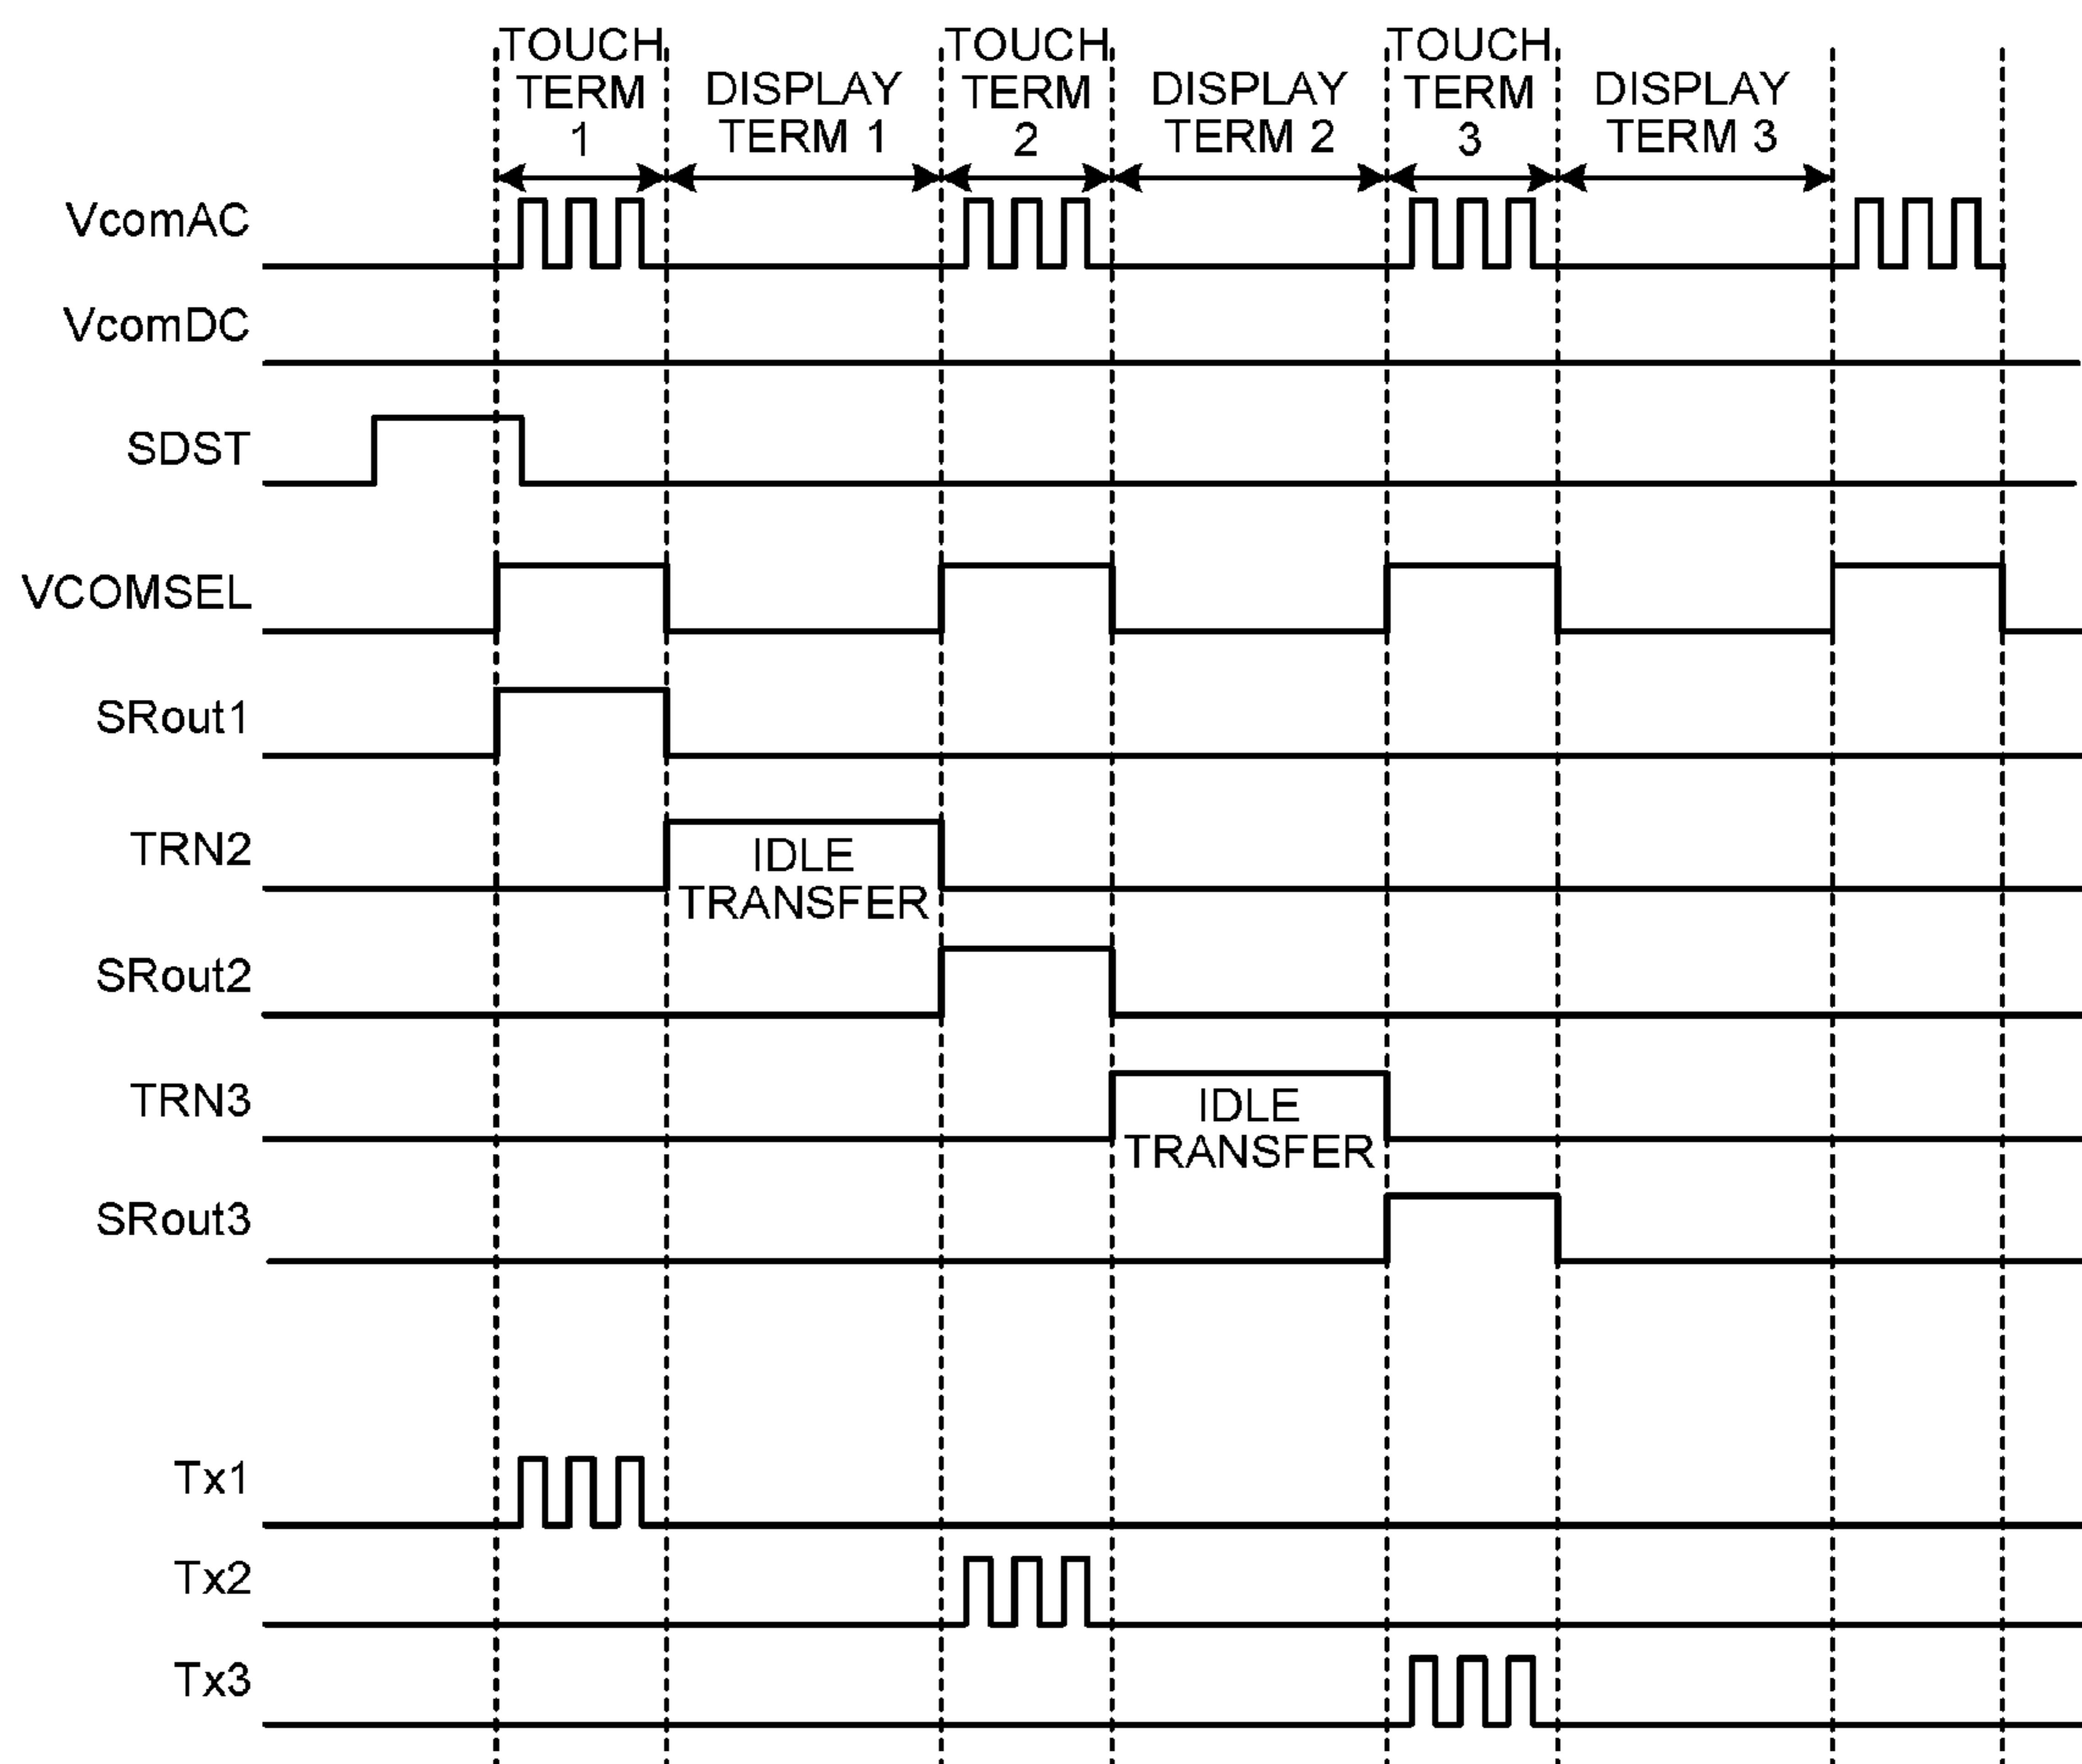 TOUCH
TERM
1
DISPLAY
TERM 1
TOUCH
TERM
2
DISPLAY
TERM 2
TOUCH
TERM
3
DISPLAY
TERM 3
VcomAC
VcomDC
SDST
VCOMSEL
SRout1
TRN2
IDLE
TRANSFER
SRout2
TRN3
IDLE
TRANSFER
SRout3
Tx1
Tx2
Tx3